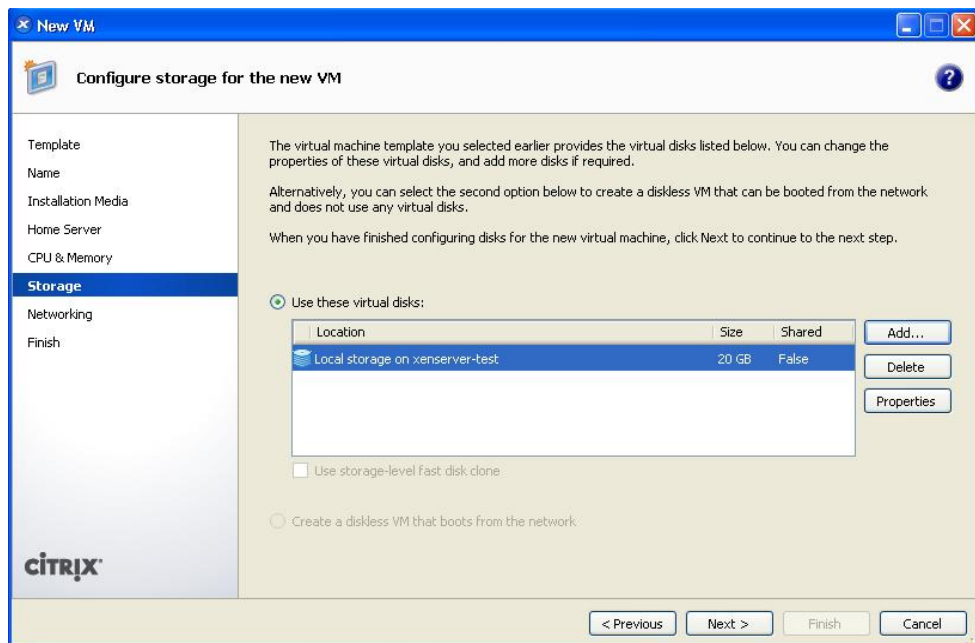 New VM
Configure storage for the new VM
?
Template
Name
Installation Media
Home Server
CPU & Memory
Storage
Networking
Finish
The virtual machine template you selected earlier provides the virtual disks listed below. You can change the
properties of these virtual disks, and add more disks if required.
Alternatively, you can select the second option below to create a diskless VM that can be booted from the network
and does not use any virtual disks.
When you have finished configuring disks for the new virtual machine, click Next to continue to the next step.
Use these virtual disks:
Location Size Shared
Local storage on xenserver-test 20 GB False
Add...
Delete
Properties
Use storage-level fast disk clone
Create a diskless VM that boots from the network
CITRIX
< Previous Next > Finish Cancel